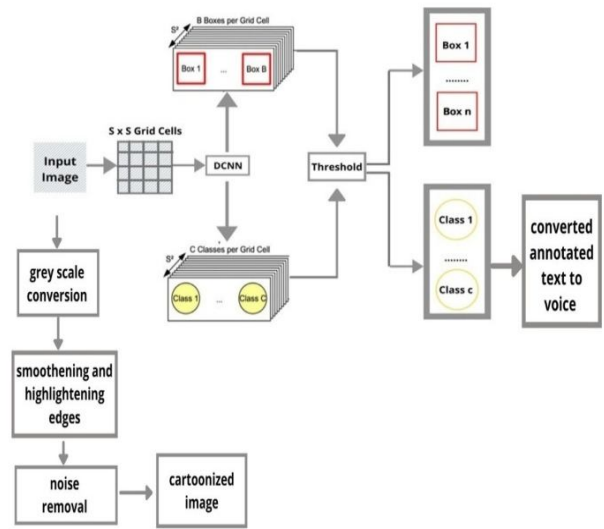 B Boxes per Grid Cell
S²
Box 1 ... Box B
Box 1
........
Box n
S x S Grid Cells
Input
Image
DCNN
Threshold
C Classes per Grid Cell
S²
Class 1 ... Class C
Class 1
........
Class c
converted
annotated
text to
voice
grey scale
conversion
smoothening and
highlightening
edges
noise
removal
cartoonized
image